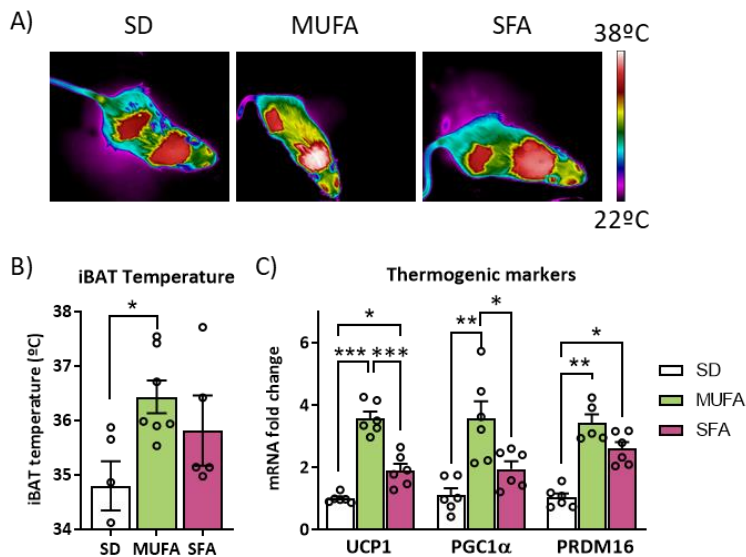 A)
SD MUFA SFA
38ºC
22ºC
B)
iBAT Temperature
*
iBAT temperature (ºC)
38
37
36
35
34
SD MUFA SFA
C)
Thermogenic markers
* *
** *
*** ***
**
mRNA fold change
6
4
2
0
UCP1 PGC1α PRDM16
SD
MUFA
SFA